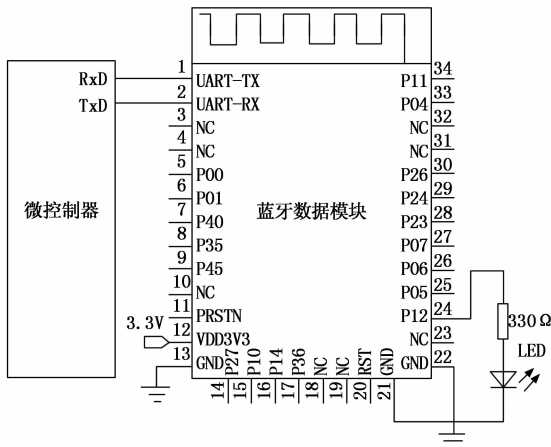 微控制器
RxD
TxD
蓝牙数据模块
1 UART-TX
2 UART-RX
3 NC
4 NC
5 P00
6 P01
7 P40
8 P35
9 P45
10 NC
11 PRSTN
3.3V 12 VDD3V3
13 GND
14 P27
15 P10
16 P14
17 P36
18 NC
19 NC
20 RST
21 GND
P11 34
P04 33
NC 32
NC 31
P26 30
P24 29
P23 28
P07 27
P06 26
P05 25
P12 24
NC 23
GND 22
330 Ω
LED